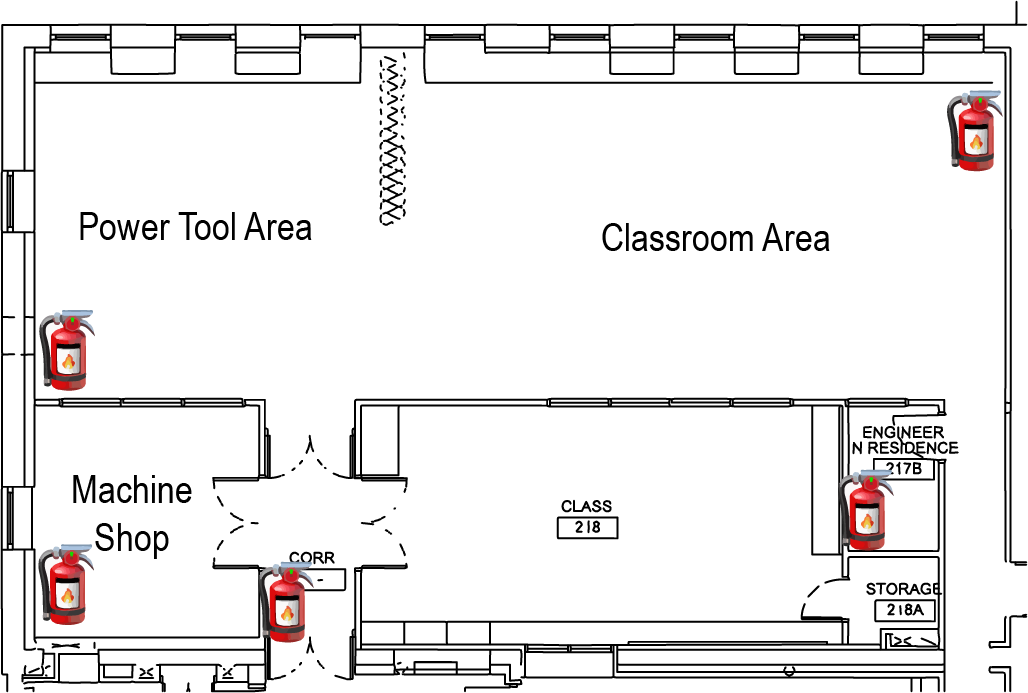 Power Tool Area
Classroom Area
Machine
Shop
ENGINEER
N RESIDENCE
217B
CLASS
218
CORR
-
STORAGE
218A